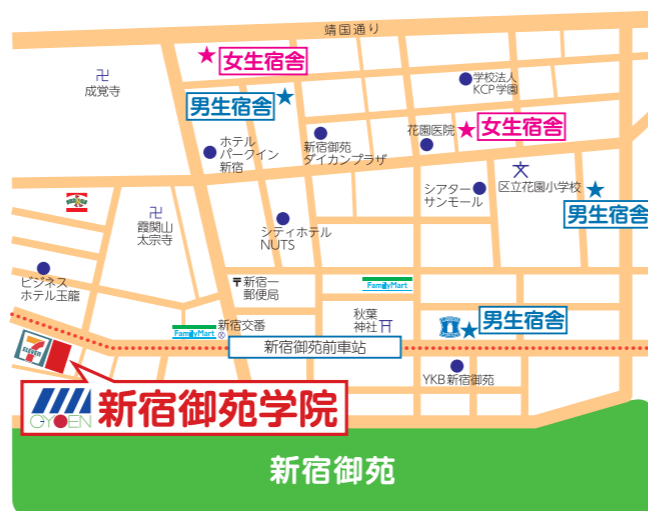 靖国通り
女生宿舎
卍
成覚寺
学校法人
KCP学園
男生宿舎
花園医院
女生宿舎
ホテル
パークイン
新宿
新宿御苑
ダイカンプラザ
文
区立花園小学校
シアター
サンモール
男生宿舎
卍
霞関山
太宗寺
シティホテル
NUTS
ビジネス
ホテル玉龍
〒新宿一
郵便局
FamilyMart
秋葉
神社
男生宿舎
新宿交番
FamilyMart
新宿御苑前車站
7
ELEVEN
YKB新宿御苑
GYOEN
新宿御苑学院
新宿御苑